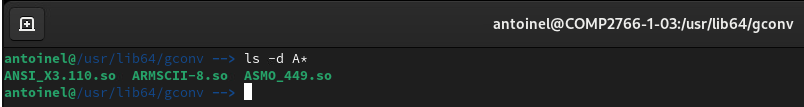 antoinel@COMP2766-1-03:/usr/lib64/gconv
antoinel@/usr/lib64/gconv --> ls -d A*
ANSI_X3.110.so  ARMSCII-8.so  ASMO_449.so
antoinel@/usr/lib64/gconv -->